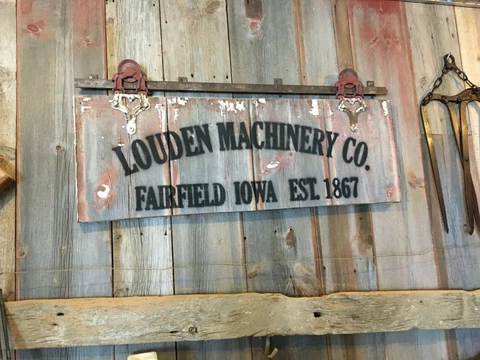 LOUDEN MACHINERY CO.
FAIRFIELD IOWA EST. 1867